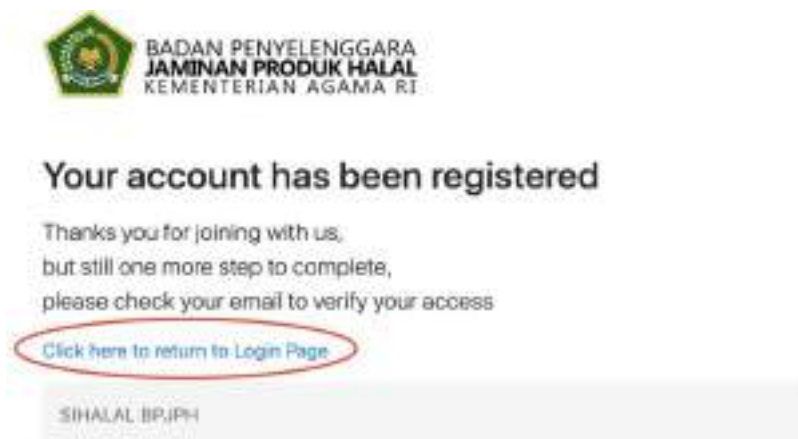 BADAN PENYELENGGARA
JAMINAN PRODUK HALAL
KEMENTERIAN AGAMA RI
Your account has been registered
Thanks you for joining with us,
but still one more step to complete,
please check your email to verify your access
Click here to return to Login Page
SIHALAL BPJPH